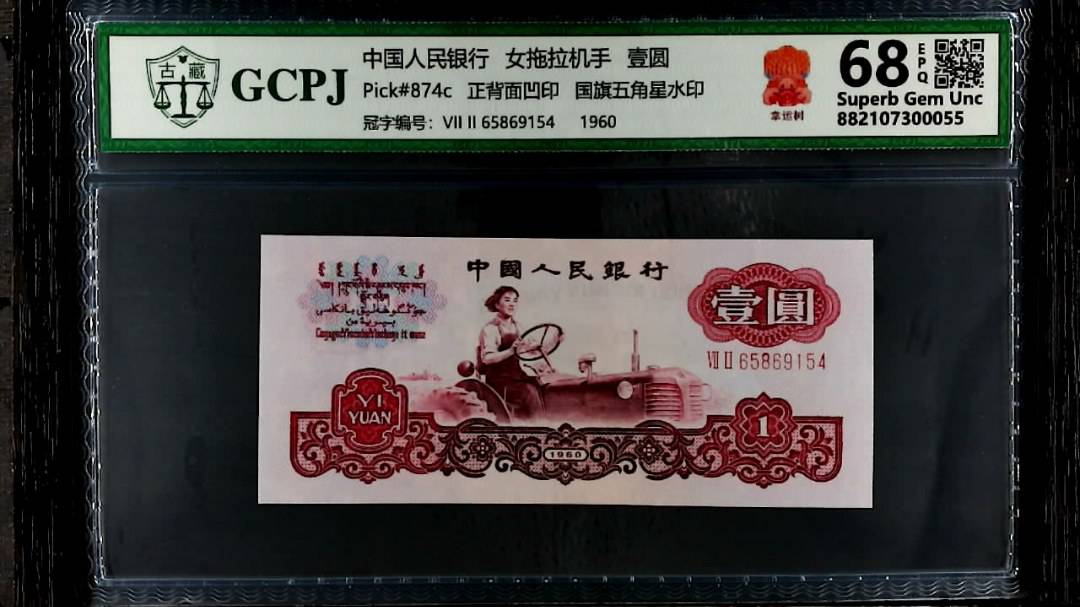 古藏
GCPJ
中国人民银行 女拖拉机手 壹圆
Pick#874c 正背面凹印 国旗五角星水印
冠字编号: VII II 65869154 1960
幸运树
68 EPQ
Superb Gem Unc
882107300055
中國人民銀行
壹圓
VII II 65869154
YI
YUAN
1960
1